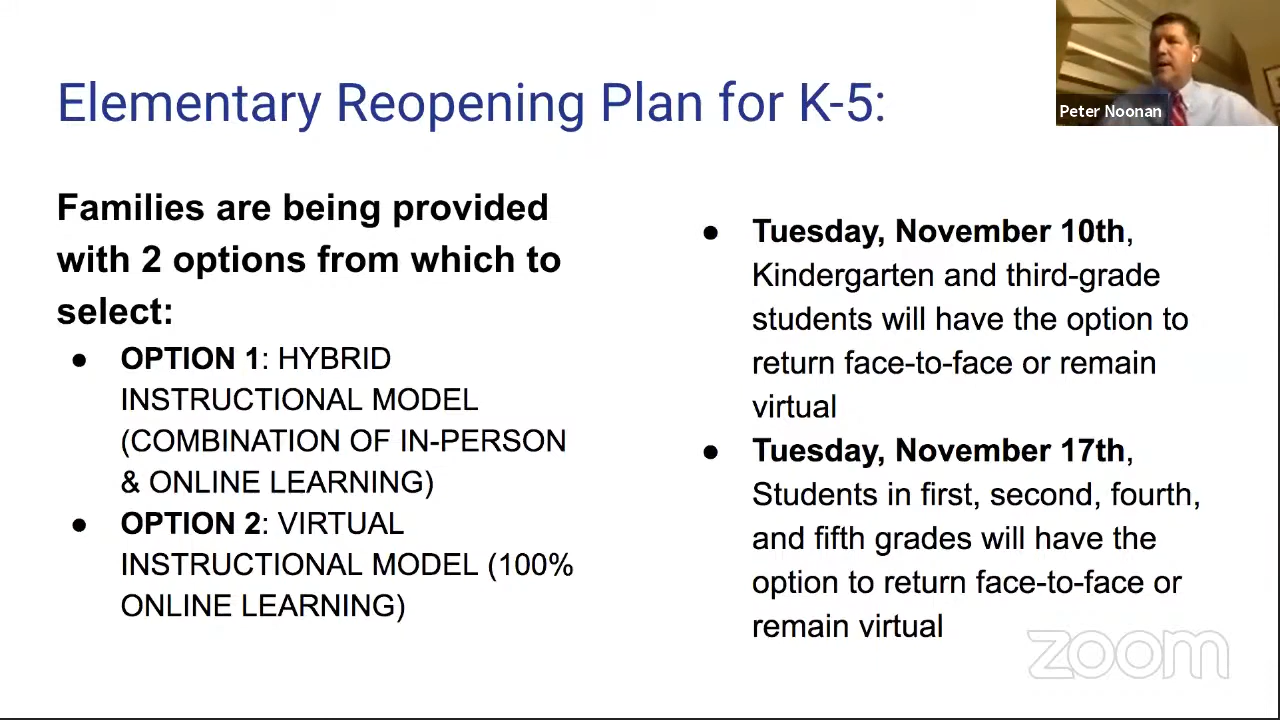 Elementary Reopening Plan for K-5:
Peter Noonan
Families are being provided
with 2 options from which to
select:
● OPTION 1: HYBRID
INSTRUCTIONAL MODEL
(COMBINATION OF IN-PERSON
& ONLINE LEARNING)
● OPTION 2: VIRTUAL
INSTRUCTIONAL MODEL (100%
ONLINE LEARNING)
● Tuesday, November 10th,
Kindergarten and third-grade
students will have the option to
return face-to-face or remain
virtual
● Tuesday, November 17th,
Students in first, second, fourth,
and fifth grades will have the
option to return face-to-face or
remain virtual
zoom